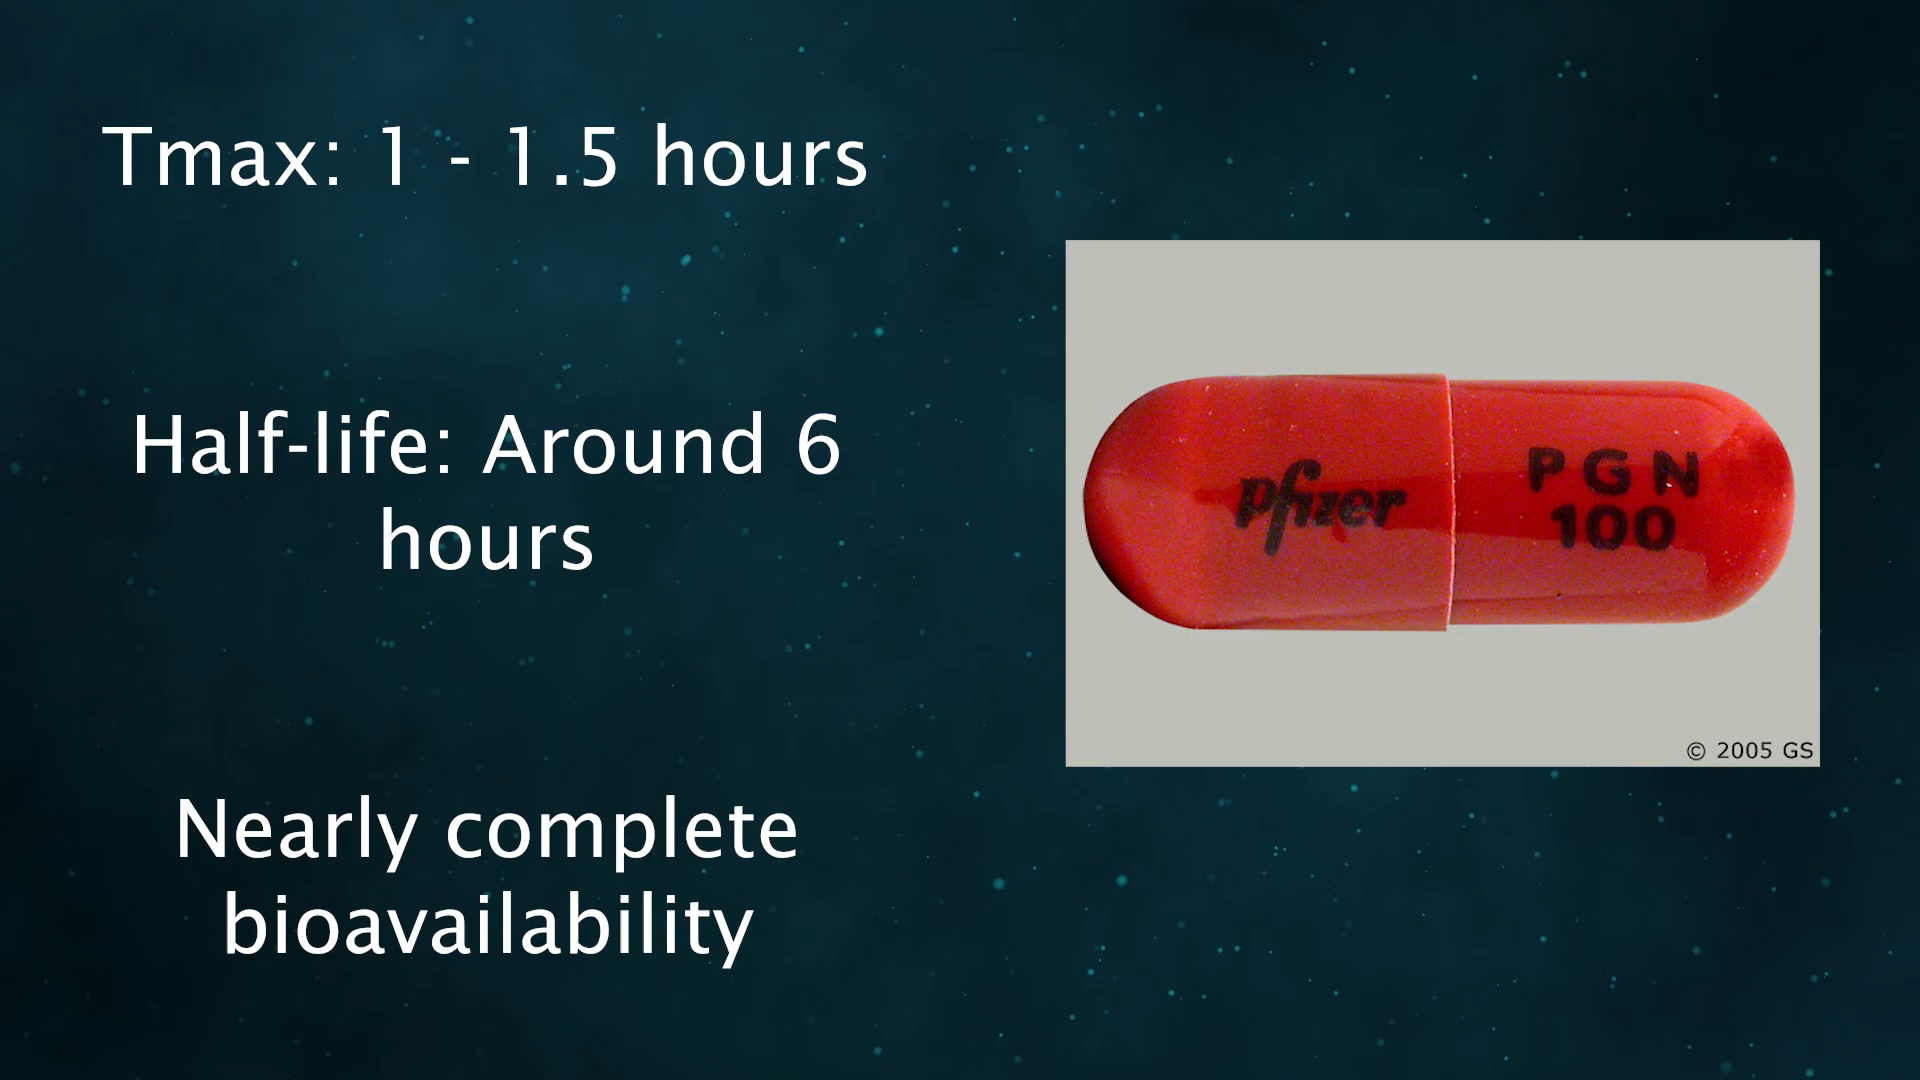 Tmax: 1 - 1.5 hours
Half-life: Around 6
hours
Nearly complete
bioavailability
pfizer
PGN
100
© 2005 GS